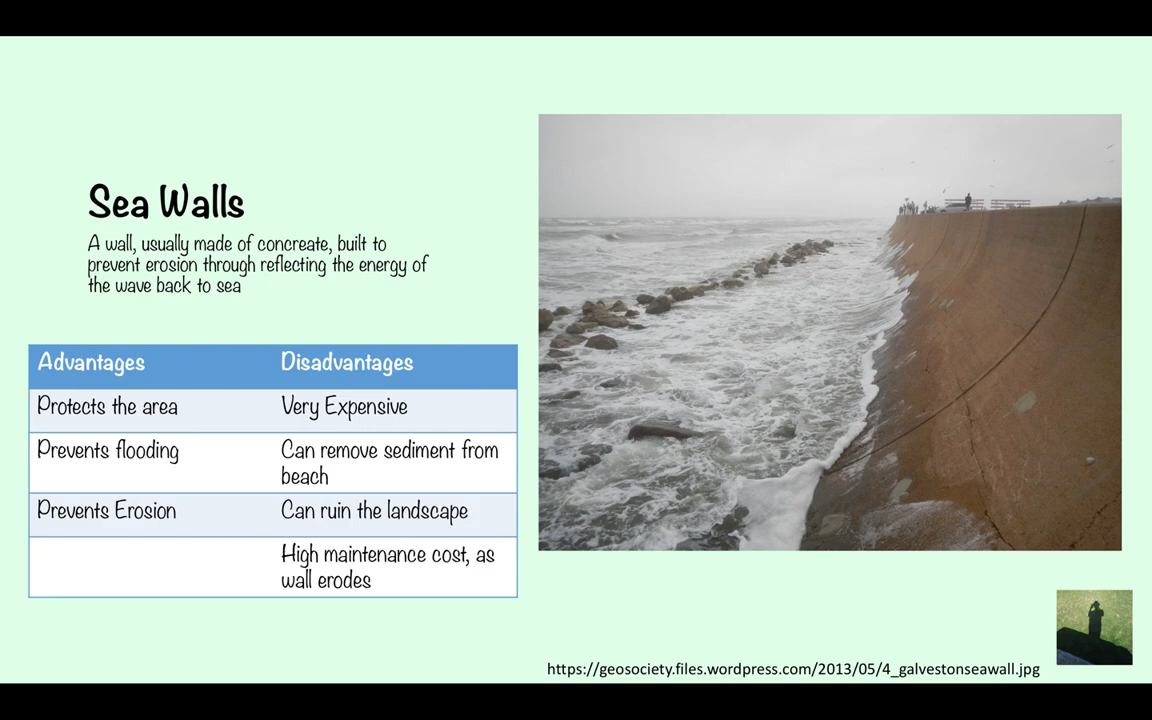 Sea Walls
A wall, usually made of concreate, built to
prevent erosion through reflecting the energy of
the wave back to sea
Advantages
Disadvantages
Protects the area
Very Expensive
Prevents flooding
Can remove sediment from
beach
Prevents Erosion
Can ruin the landscape
High maintenance cost, as
wall erodes
https://geosociety.files.wordpress.com/2013/05/4_galvestonseawall.jpg